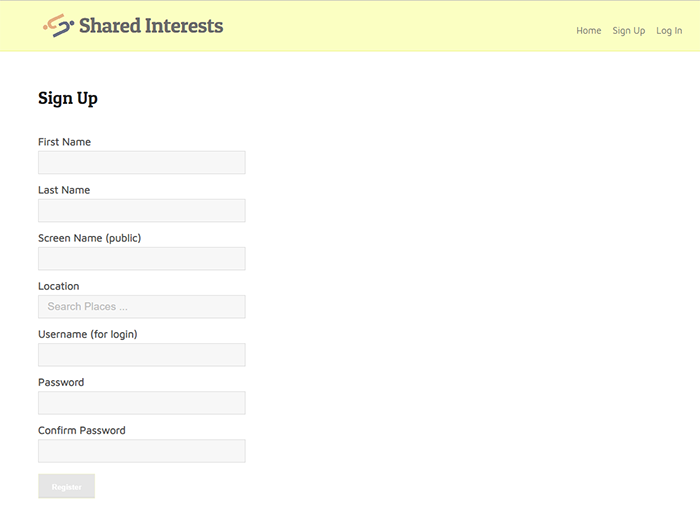 Shared Interests
Home Sign Up Log In
Sign Up
First Name
Last Name
Screen Name (public)
Location
Search Places ...
Username (for login)
Password
Confirm Password
Register